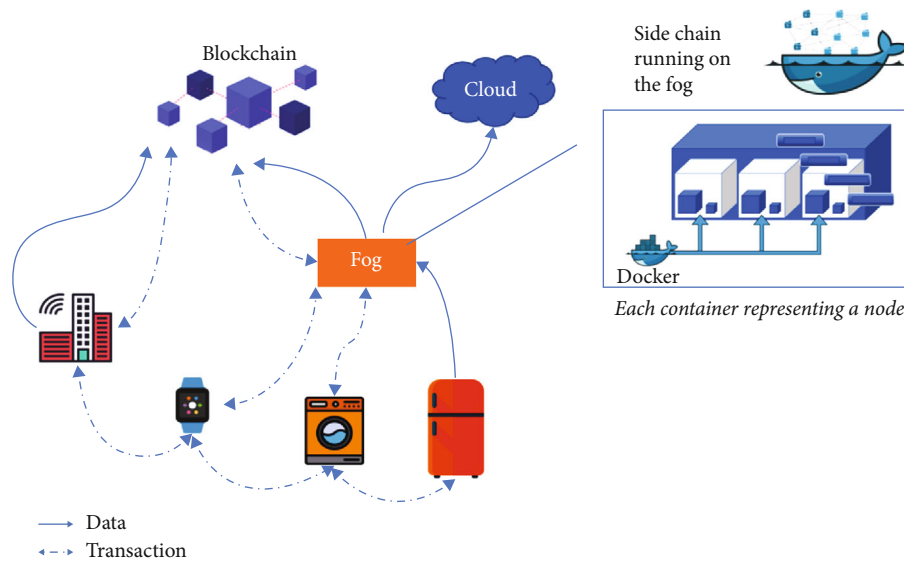 Blockchain
Cloud
Side chain
running on
the fog
Fog
Docker
Each container representing a node
Data
Transaction